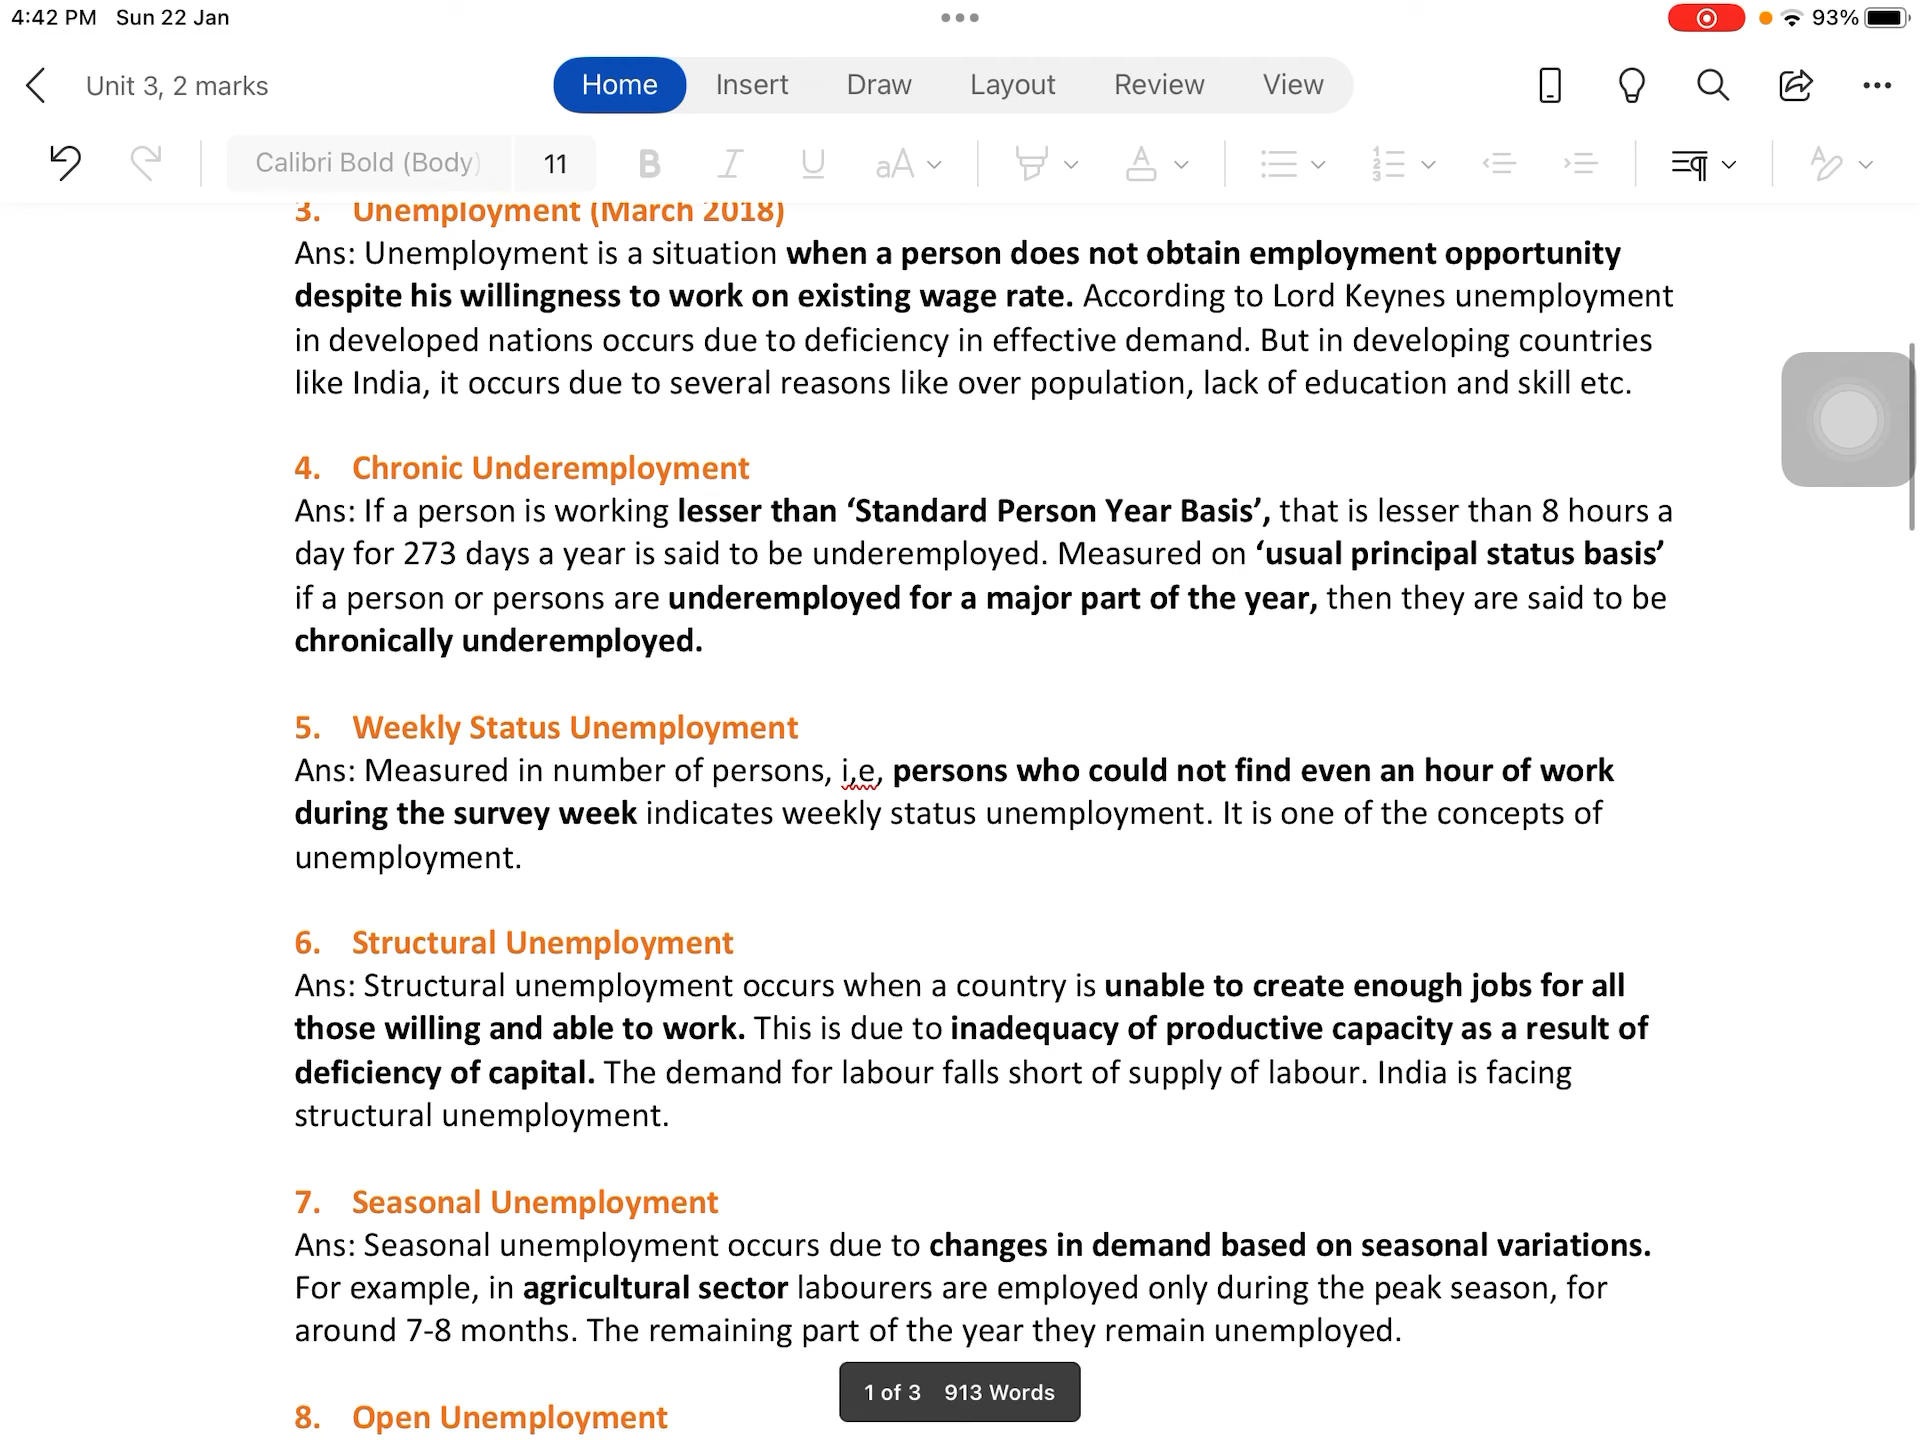 4:42 PM Sun 22 Jan
93%
Unit 3, 2 marks
Home Insert Draw Layout Review View
Calibri Bold (Body) 11 B I U aA A A
3. Unemployment (March 2018)
Ans: Unemployment is a situation when a person does not obtain employment opportunity
despite his willingness to work on existing wage rate. According to Lord Keynes unemployment
in developed nations occurs due to deficiency in effective demand. But in developing countries
like India, it occurs due to several reasons like over population, lack of education and skill etc.
4. Chronic Underemployment
Ans: If a person is working lesser than ‘Standard Person Year Basis’, that is lesser than 8 hours a
day for 273 days a year is said to be underemployed. Measured on ‘usual principal status basis’
if a person or persons are underemployed for a major part of the year, then they are said to be
chronically underemployed.
5. Weekly Status Unemployment
Ans: Measured in number of persons, i,e, persons who could not find even an hour of work
during the survey week indicates weekly status unemployment. It is one of the concepts of
unemployment.
6. Structural Unemployment
Ans: Structural unemployment occurs when a country is unable to create enough jobs for all
those willing and able to work. This is due to inadequacy of productive capacity as a result of
deficiency of capital. The demand for labour falls short of supply of labour. India is facing
structural unemployment.
7. Seasonal Unemployment
Ans: Seasonal unemployment occurs due to changes in demand based on seasonal variations.
For example, in agricultural sector labourers are employed only during the peak season, for
around 7-8 months. The remaining part of the year they remain unemployed.
1 of 3 913 Words
8. Open Unemployment